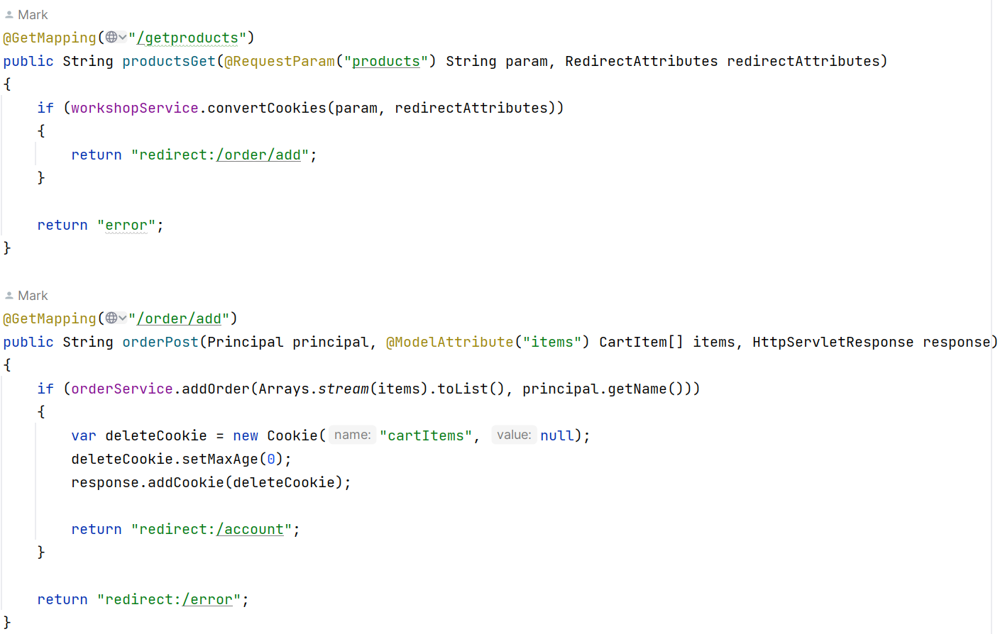 Mark
@GetMapping("/getproducts")
public String productsGet(@RequestParam("products") String param, RedirectAttributes redirectAttributes)
{
    if (workshopService.convertCookies(param, redirectAttributes))
    {
        return "redirect:/order/add";
    }

    return "error";
}

Mark
@GetMapping("/order/add")
public String orderPost(Principal principal, @ModelAttribute("items") CartItem[] items, HttpServletResponse response)
{
    if (orderService.addOrder(Arrays.stream(items).toList(), principal.getName()))
    {
        var deleteCookie = new Cookie( name: "cartItems", value: null);
        deleteCookie.setMaxAge(0);
        response.addCookie(deleteCookie);

        return "redirect:/account";
    }

    return "redirect:/error";
}